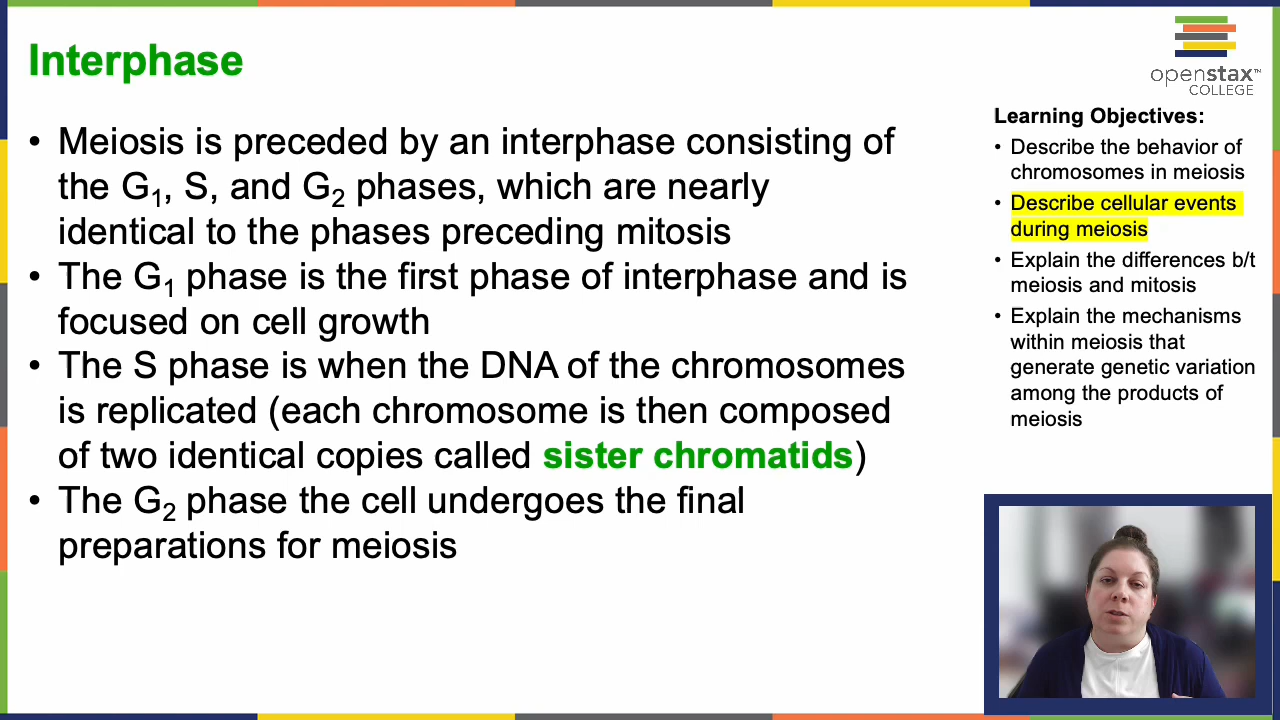 Interphase
• Meiosis is preceded by an interphase consisting of
the G₁, S, and G₂ phases, which are nearly
identical to the phases preceding mitosis
• The G₁ phase is the first phase of interphase and is
focused on cell growth
• The S phase is when the DNA of the chromosomes
is replicated (each chromosome is then composed
of two identical copies called sister chromatids)
• The G₂ phase the cell undergoes the final
preparations for meiosis
openstax™
COLLEGE
Learning Objectives:
• Describe the behavior of
chromosomes in meiosis
• Describe cellular events
during meiosis
• Explain the differences b/t
meiosis and mitosis
• Explain the mechanisms
within meiosis that
generate genetic variation
among the products of
meiosis